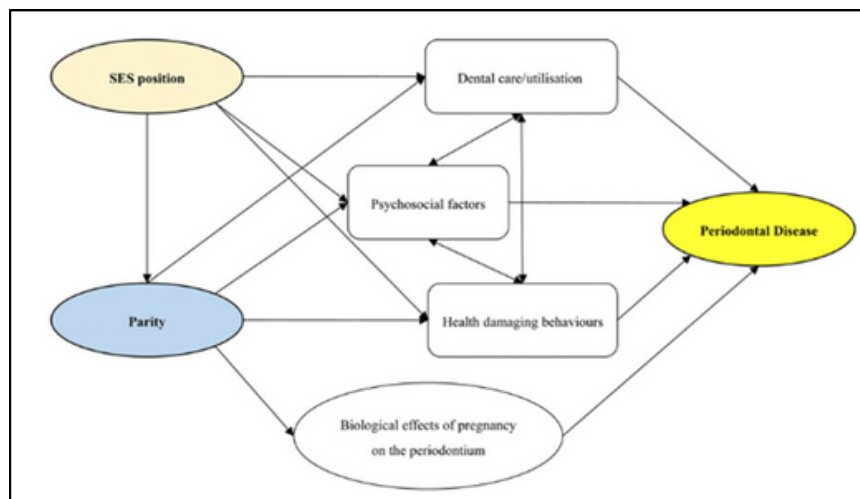 SES position
Dental care/utilisation
Psychosocial factors
Periodontal Disease
Parity
Health damaging behaviours
Biological effects of pregnancy
on the periodontium